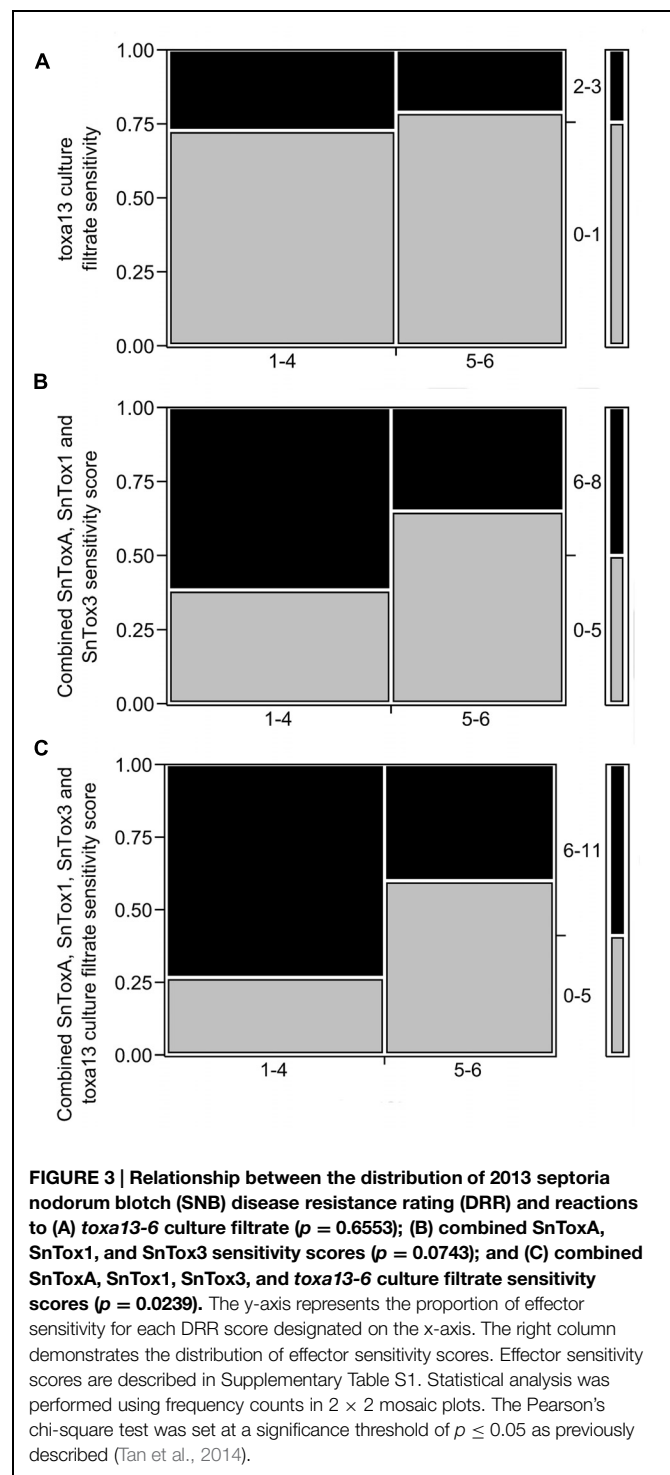 A
toxa13 culture
filtrate sensitivity
1.00
0.75
0.50
0.25
0.00
2-3
0-1
1-4
5-6
B
Combined SnToxA, SnTox1 and
SnTox3 sensitivity score
1.00
0.75
0.50
0.25
0.00
6-8
0-5
1-4
5-6
C
Combined SnToxA, SnTox1, SnTox3 and
toxa13 culture filtrate sensitivity score
1.00
0.75
0.50
0.25
0.00
6-11
0-5
1-4
5-6
FIGURE 3 | Relationship between the distribution of 2013 septoria
nodorum blotch (SNB) disease resistance rating (DRR) and reactions
to (A) toxa13-6 culture filtrate (p = 0.6553); (B) combined SnToxA,
SnTox1, and SnTox3 sensitivity scores (p = 0.0743); and (C) combined
SnToxA, SnTox1, SnTox3, and toxa13-6 culture filtrate sensitivity
scores (p = 0.0239). The y-axis represents the proportion of effector
sensitivity for each DRR score designated on the x-axis. The right column
demonstrates the distribution of effector sensitivity scores. Effector sensitivity
scores are described in Supplementary Table S1. Statistical analysis was
performed using frequency counts in 2 × 2 mosaic plots. The Pearson's
chi-square test was set at a significance threshold of p ≤ 0.05 as previously
described (Tan et al., 2014).